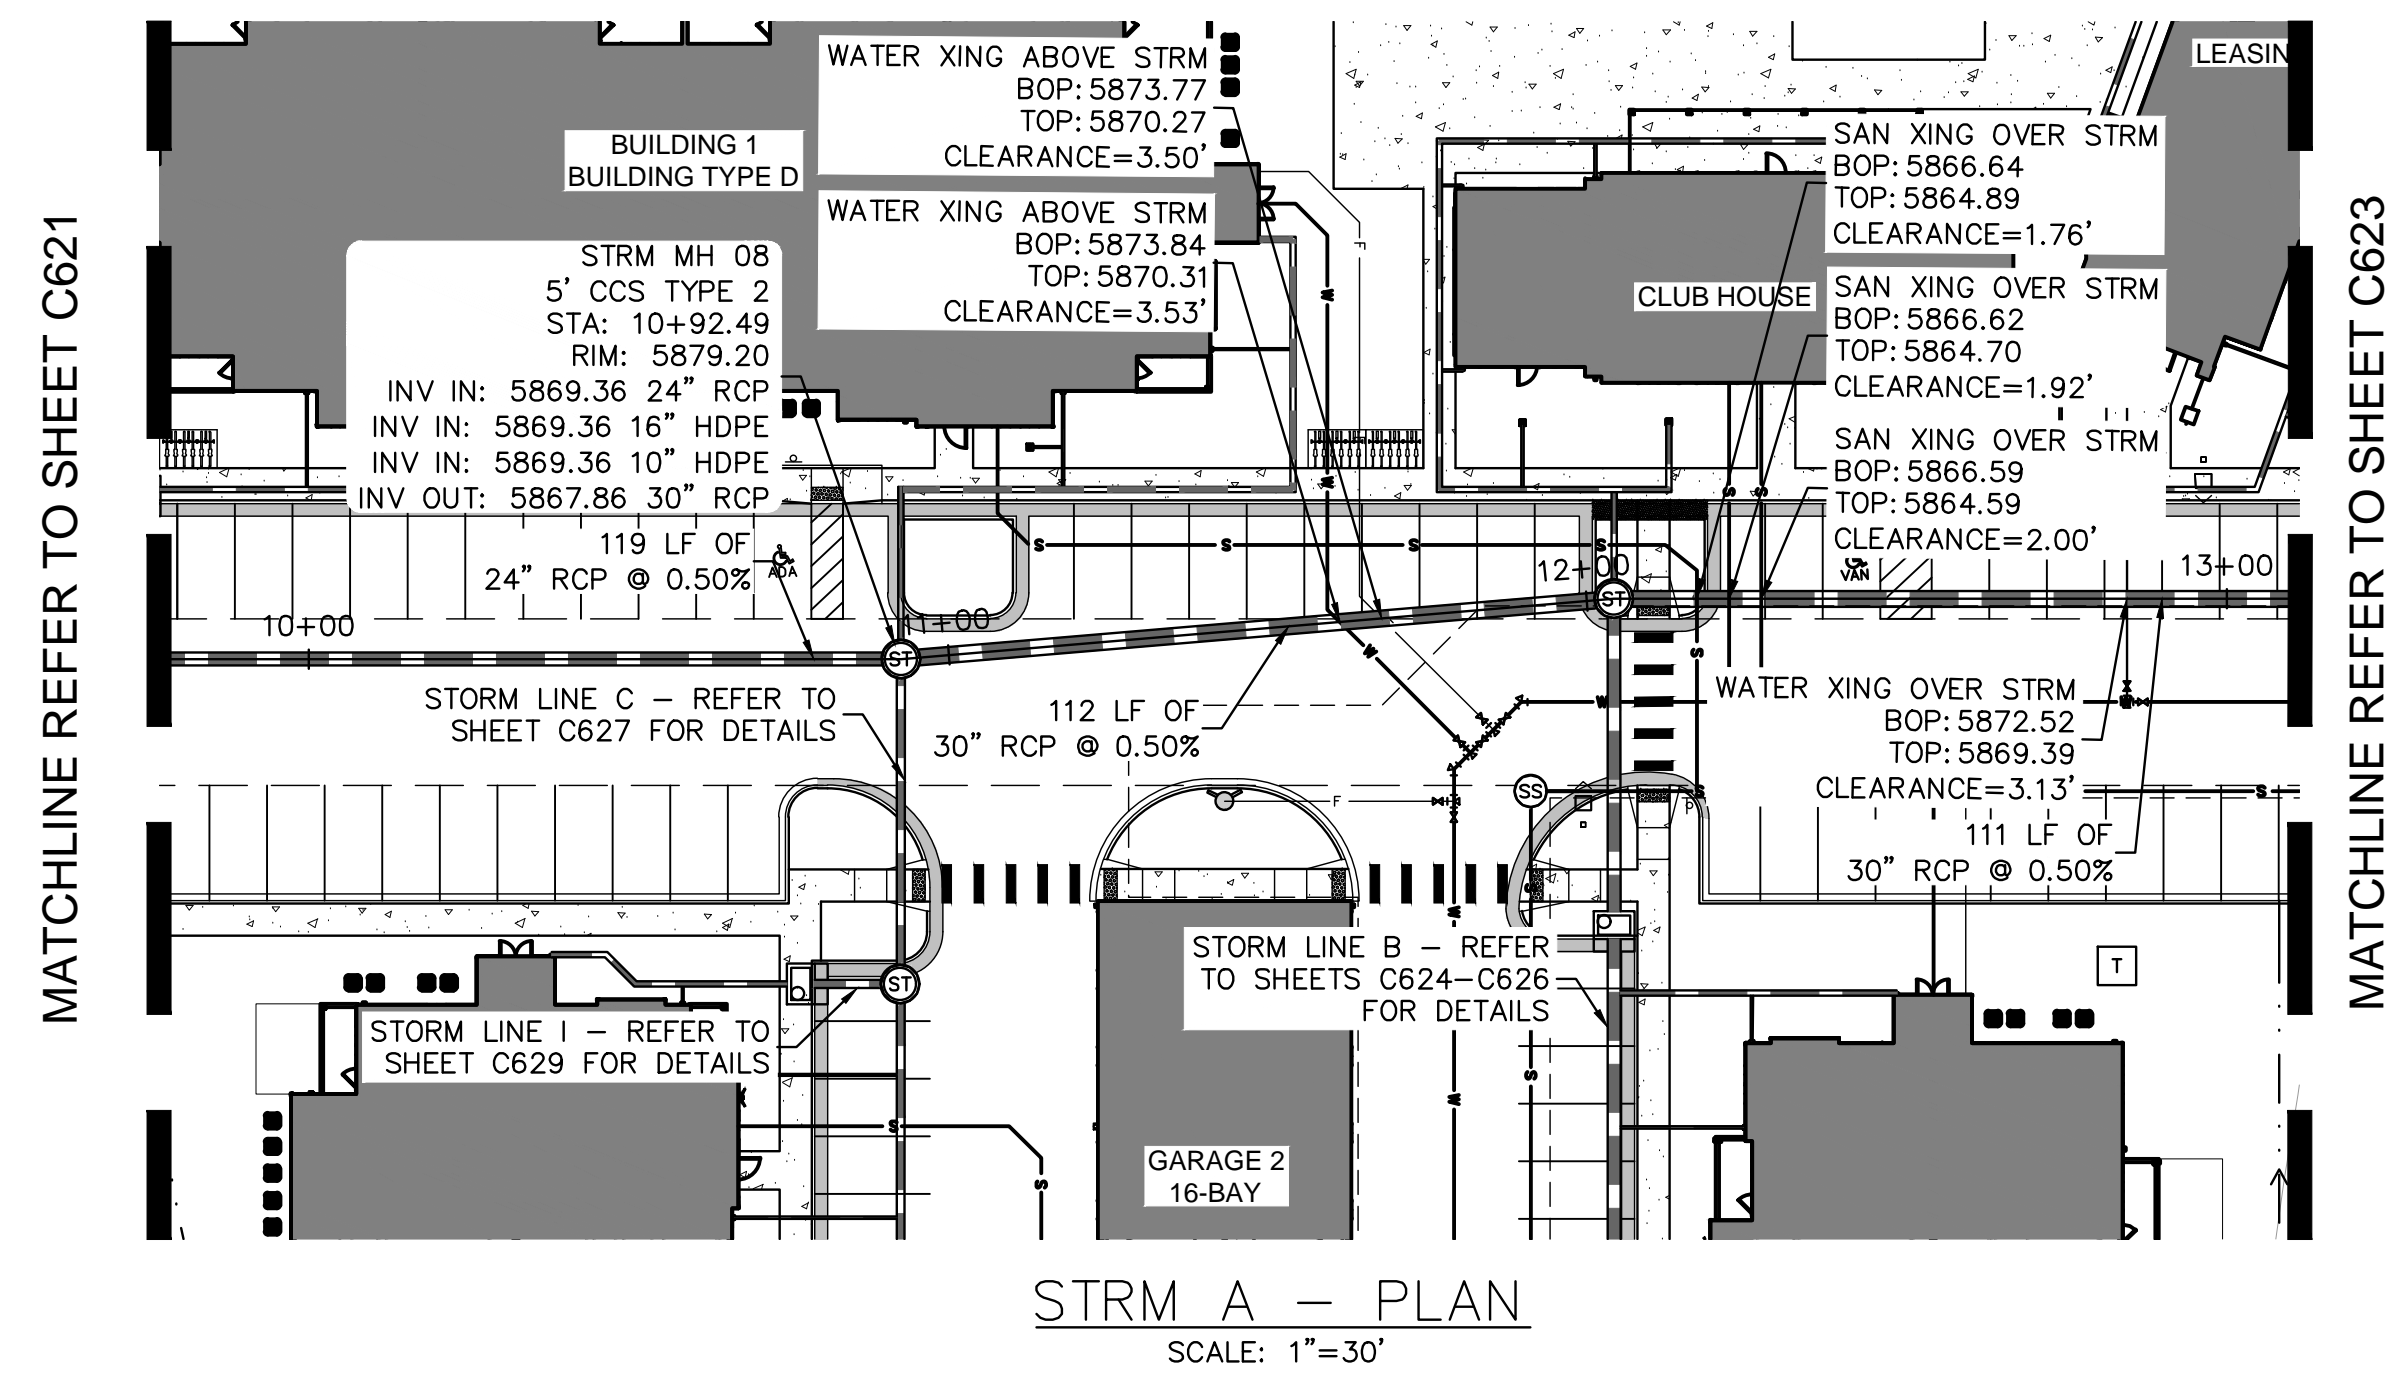 MATCHLINE REFER TO SHEET C621
LEASIN
BUILDING 1
BUILDING TYPE D
WATER XING ABOVE STRM
BOP: 5873.77
TOP: 5870.27
CLEARANCE=3.50'
WATER XING ABOVE STRM
BOP: 5873.84
TOP: 5870.31
CLEARANCE=3.53'
STRM MH 08
5' CCS TYPE 2
STA: 10+92.49
RIM: 5879.20
INV IN: 5869.36 24" RCP
INV IN: 5869.36 16" HDPE
INV IN: 5869.36 10" HDPE
INV OUT: 5867.86 30" RCP
SAN XING OVER STRM
BOP: 5866.64
TOP: 5864.89
CLEARANCE=1.76'
CLUB HOUSE
SAN XING OVER STRM
BOP: 5866.62
TOP: 5864.70
CLEARANCE=1.92'
SAN XING OVER STRM
BOP: 5866.59
TOP: 5864.59
CLEARANCE=2.00'
F
W
W
S
S
S
S
S
S
S
119 LF OF
24" RCP @ 0.50%
ADA
VAN
10+00
11+00
12+00
13+00
ST
ST
STORM LINE C – REFER TO
SHEET C627 FOR DETAILS
112 LF OF
30" RCP @ 0.50%
W
W
WATER XING OVER STRM
BOP: 5872.52
TOP: 5869.39
CLEARANCE=3.13'
111 LF OF
30" RCP @ 0.50%
F
SS
S
S
S
W
STORM LINE B – REFER
TO SHEETS C624–C626
FOR DETAILS
T
ST
STORM LINE I – REFER TO
SHEET C629 FOR DETAILS
S
S
S
W
GARAGE 2
16-BAY
MATCHLINE REFER TO SHEET C623
STRM A – PLAN
SCALE: 1"=30'